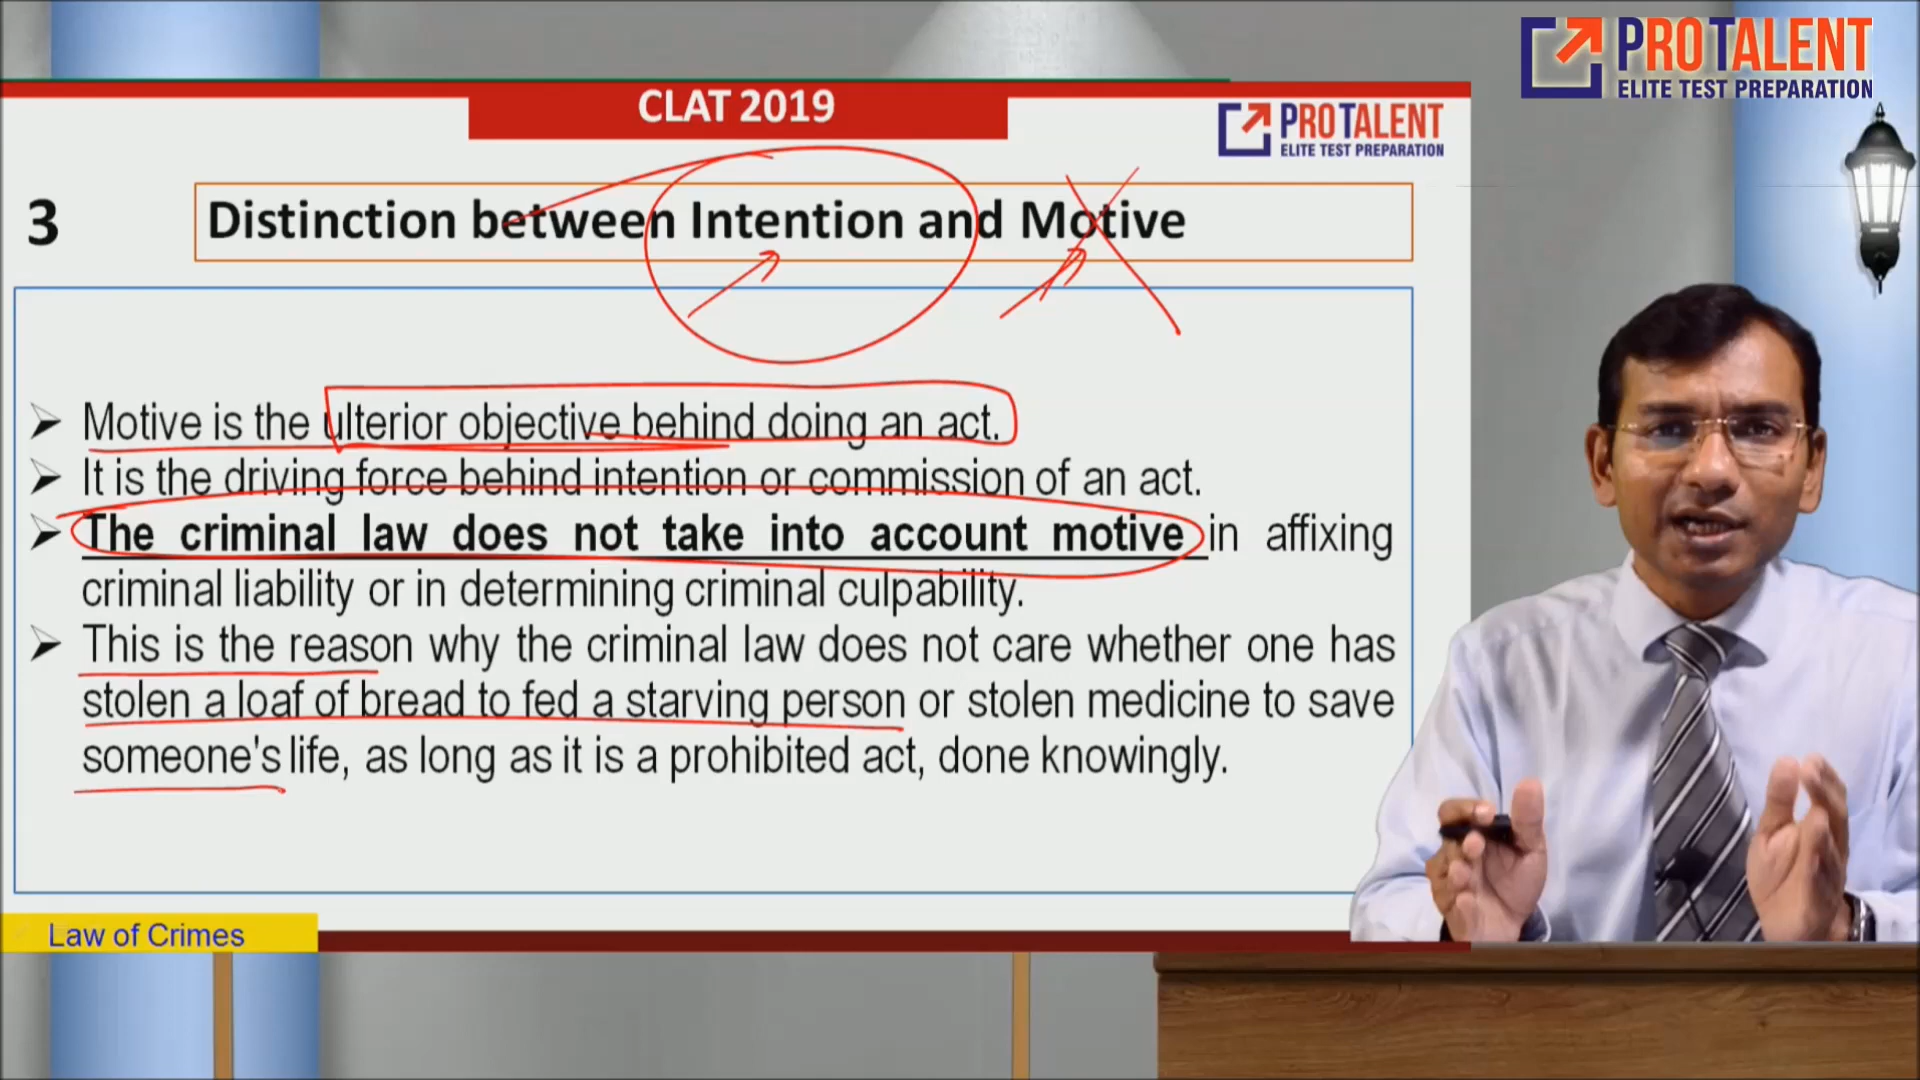 PROTALENT
ELITE TEST PREPARATION
CLAT 2019
PROTALENT
ELITE TEST PREPARATION
3
Distinction between Intention and Motive
Motive is the ulterior objective behind doing an act.
It is the driving force behind intention or commission of an act.
The criminal law does not take into account motive in affixing
criminal liability or in determining criminal culpability.
This is the reason why the criminal law does not care whether one has
stolen a loaf of bread to fed a starving person or stolen medicine to save
someone's life, as long as it is a prohibited act, done knowingly.
Law of Crimes